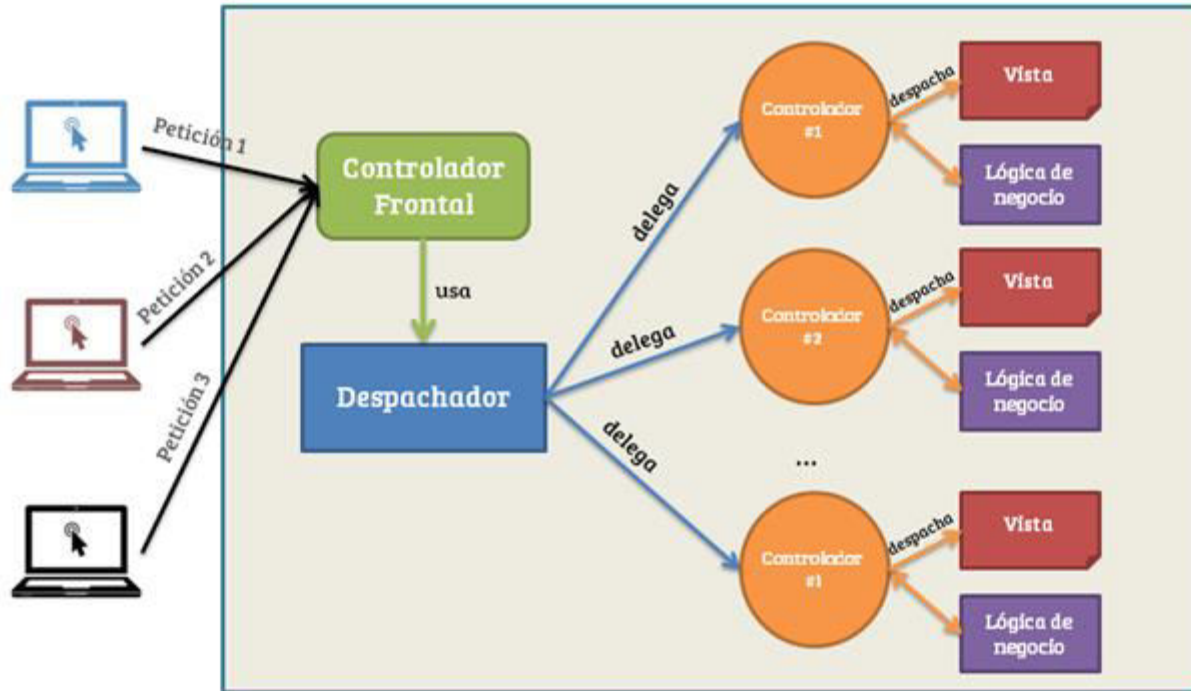 Petición 1
Petición 2
Petición 3
Controlador
Frontal
usa
Despachador
delega
delega
delega
Controlador
#1
despacha
Vista
Lógica de
negocio
Controlador
#2
despacha
Vista
Lógica de
negocio
...
Controlador
#1
despacha
Vista
Lógica de
negocio